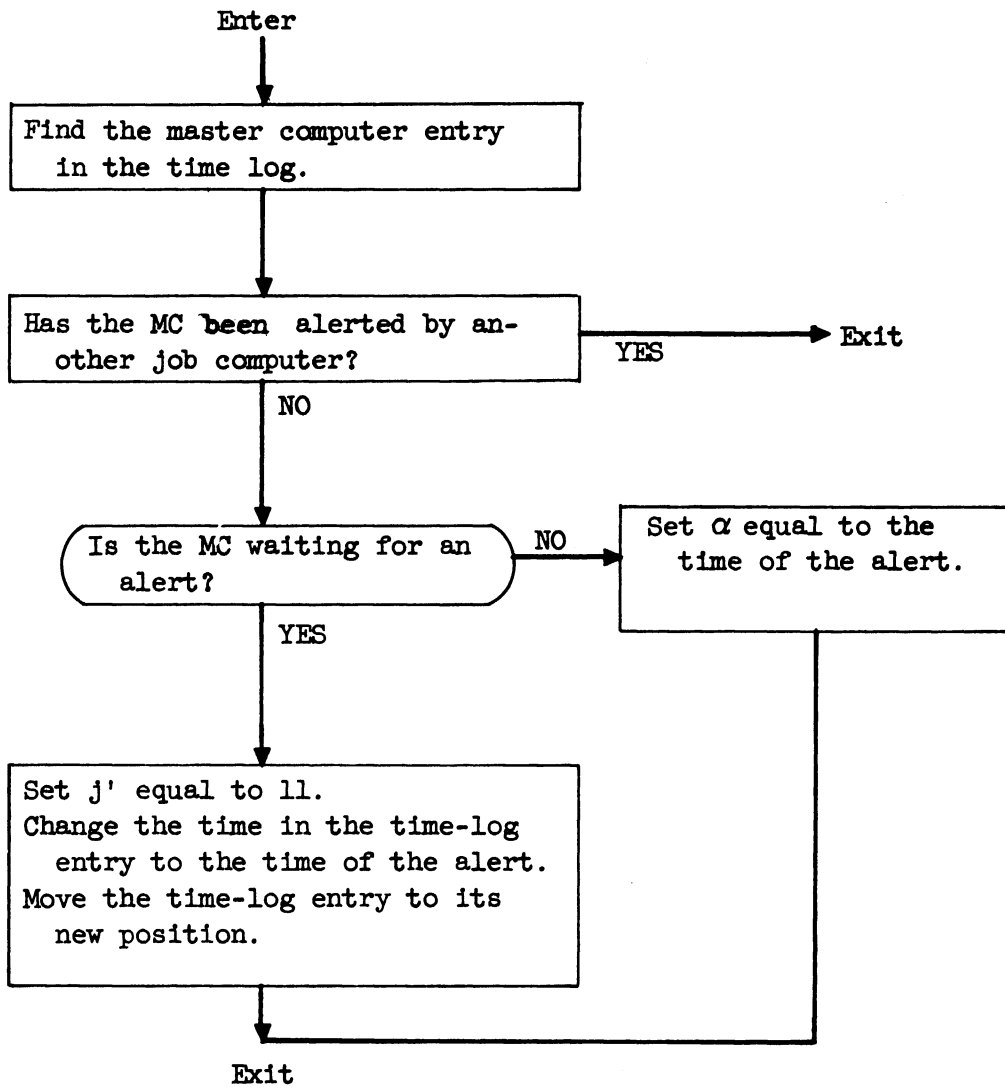 Enter
Find the master computer entry
in the time log.
Has the MC been alerted by an-
other job computer?
YES
Exit
NO
Is the MC waiting for an
alert?
NO
Set α equal to the
time of the alert.
YES
Set j' equal to 11.
Change the time in the time-log
entry to the time of the alert.
Move the time-log entry to its
new position.
Exit